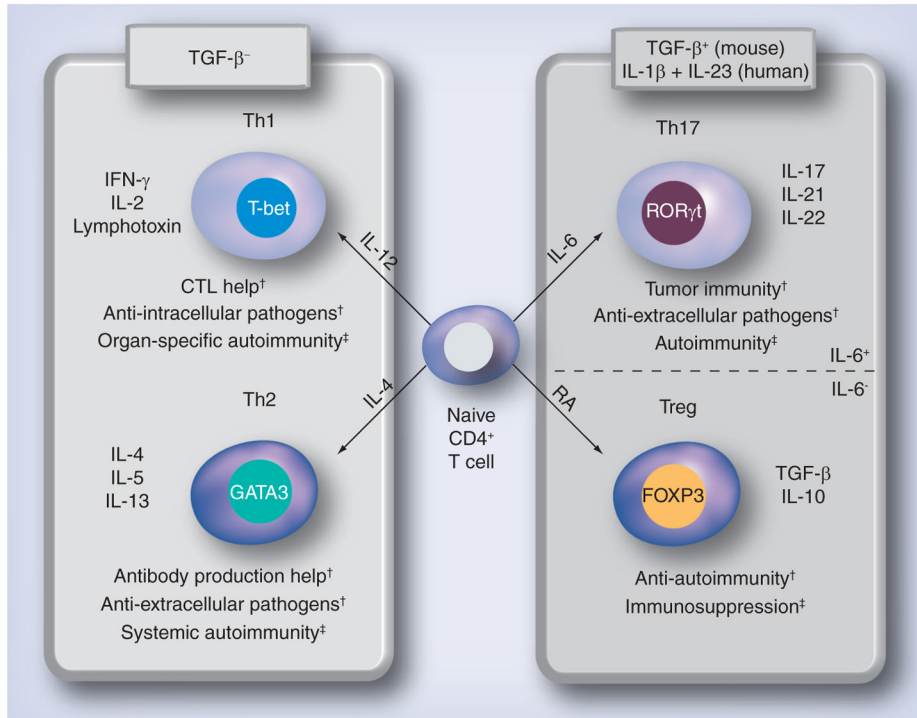 TGF-β⁻
Th1
IFN-γ
IL-2
Lymphotoxin
T-bet
IL-12
CTL help†
Anti-intracellular pathogens†
Organ-specific autoimmunity‡
Th2
IL-4
IL-4
IL-5
IL-13
GATA3
Antibody production help†
Anti-extracellular pathogens†
Systemic autoimmunity‡
Naive
CD4⁺
T cell
TGF-β⁺ (mouse)
IL-1β + IL-23 (human)
Th17
IL-6
RORγt
IL-17
IL-21
IL-22
Tumor immunity†
Anti-extracellular pathogens†
Autoimmunity‡
IL-6⁺
IL-6⁻
RA
Treg
FOXP3
TGF-β
IL-10
Anti-autoimmunity†
Immunosuppression‡